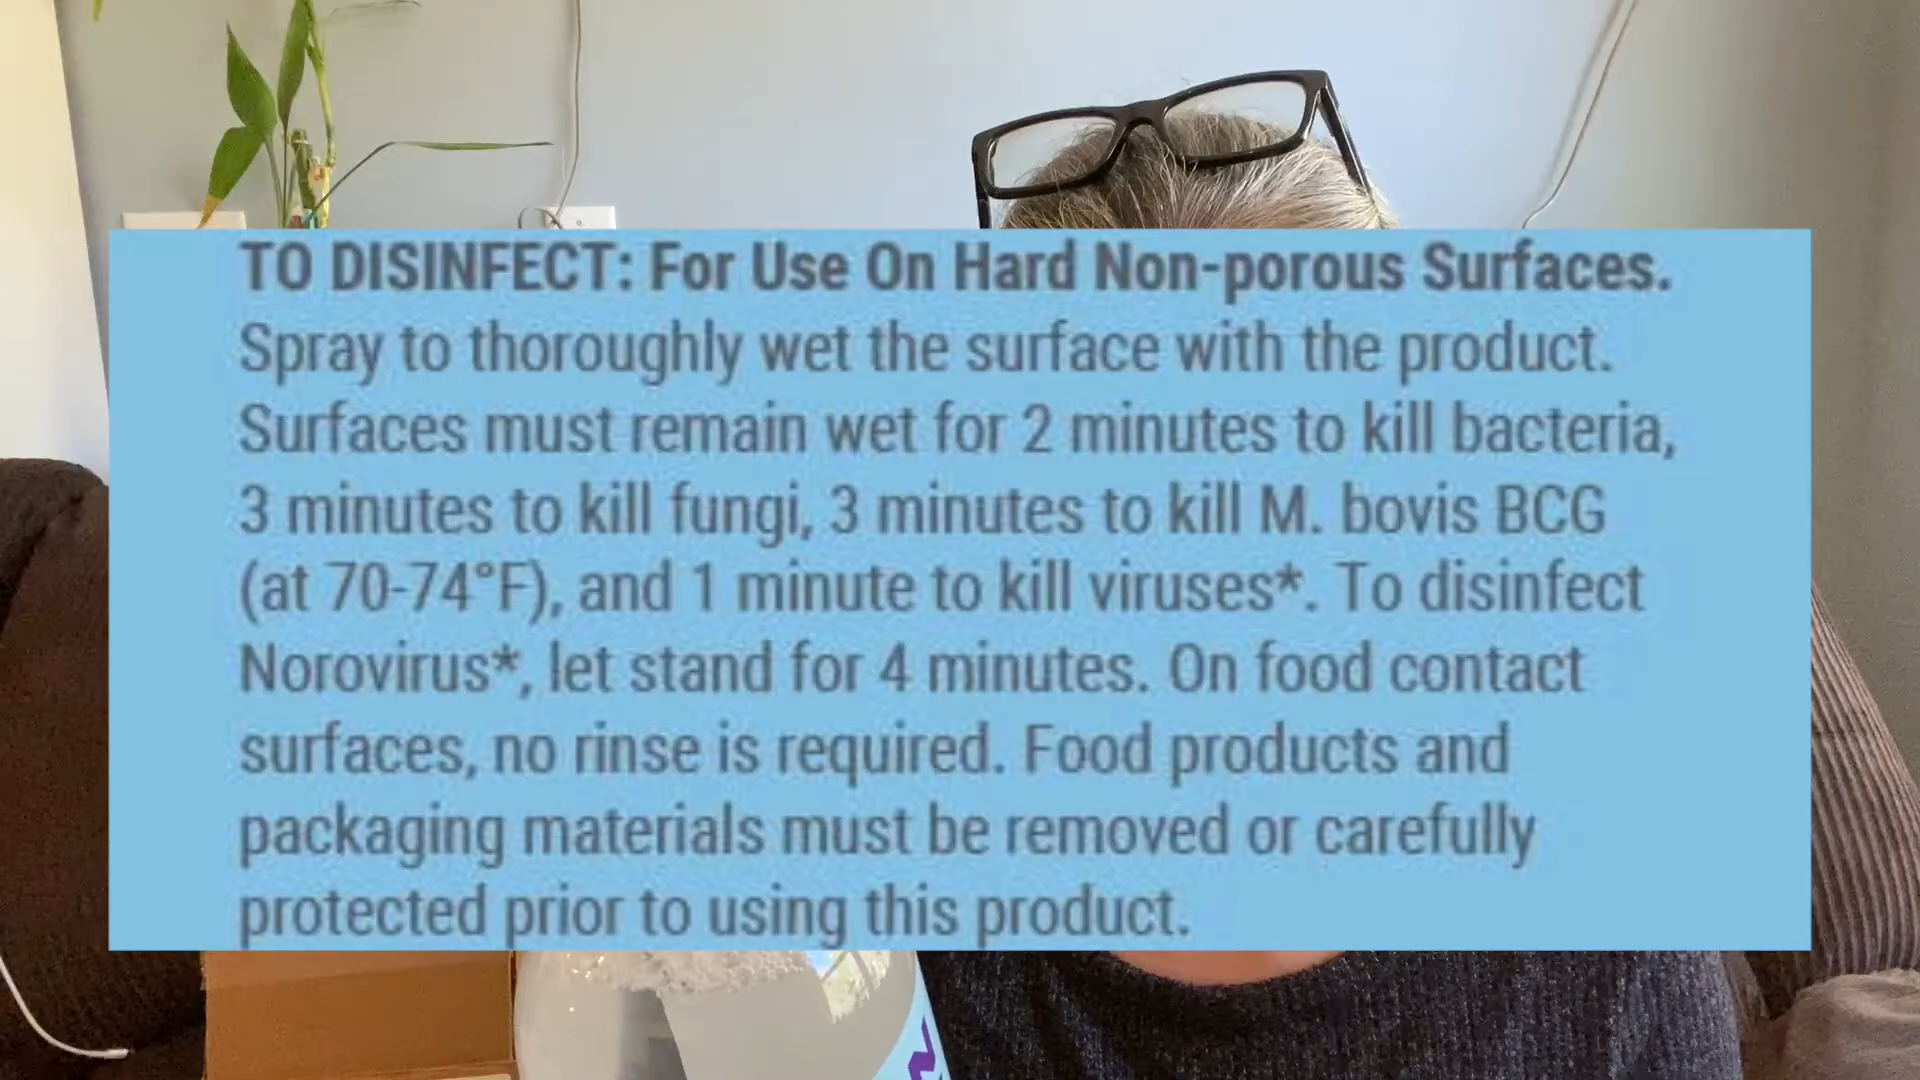 TO DISINFECT: For Use On Hard Non-porous Surfaces.
Spray to thoroughly wet the surface with the product.
Surfaces must remain wet for 2 minutes to kill bacteria,
3 minutes to kill fungi, 3 minutes to kill M. bovis BCG
(at 70-74°F), and 1 minute to kill viruses*. To disinfect
Norovirus*, let stand for 4 minutes. On food contact
surfaces, no rinse is required. Food products and
packaging materials must be removed or carefully
protected prior to using this product.